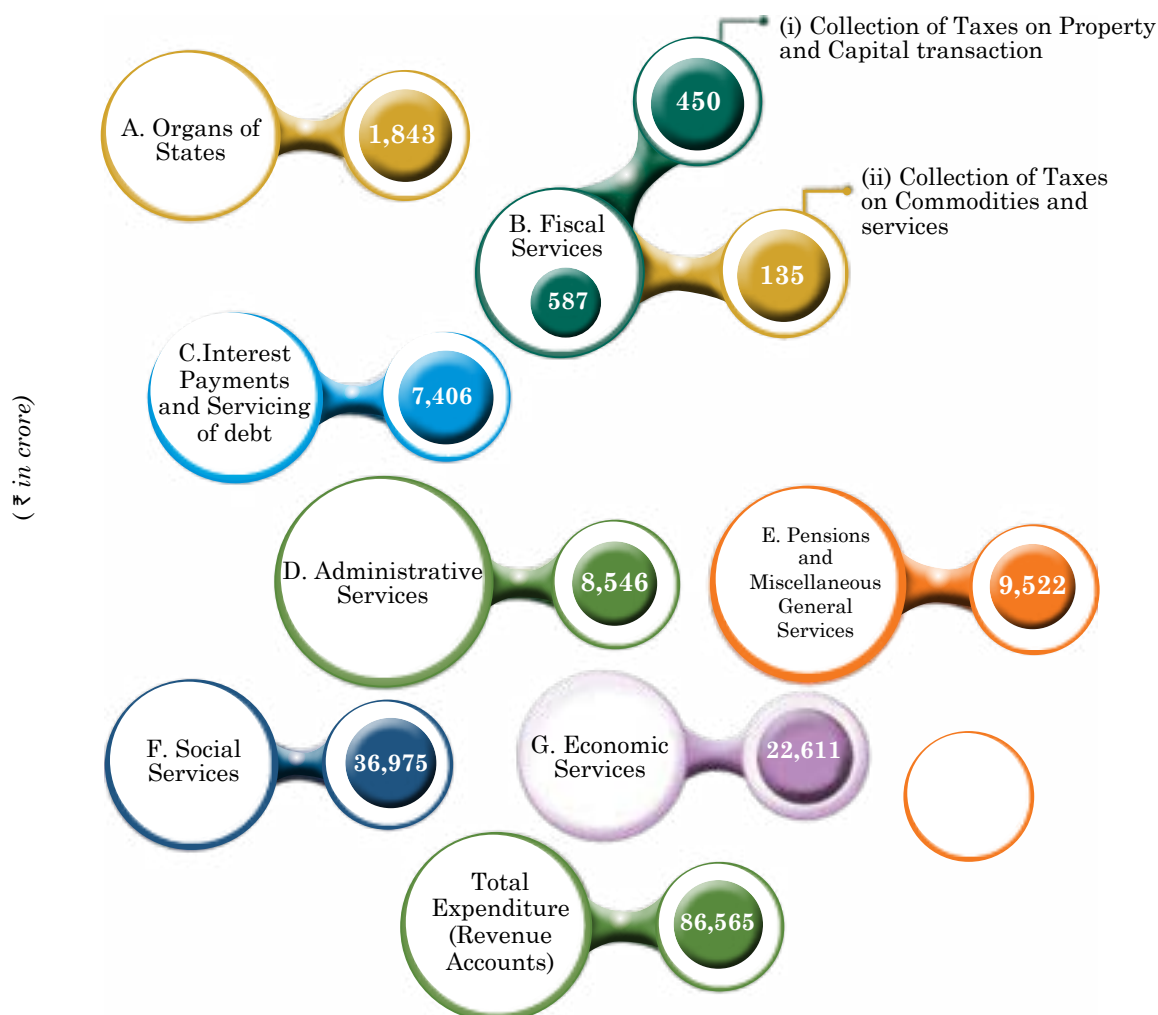 (i) Collection of Taxes on Property
and Capital transaction
450
A. Organs of
States
1,843
(ii) Collection of Taxes
on Commodities and
services
B. Fiscal
Services
587
135
C.Interest
Payments
and Servicing
of debt
7,406
( ₹ in crore)
D. Administrative
Services
8,546
E. Pensions
and
Miscellaneous
General
Services
9,522
F. Social
Services
36,975
G. Economic
Services
22,611
Total
Expenditure
(Revenue
Accounts)
86,565